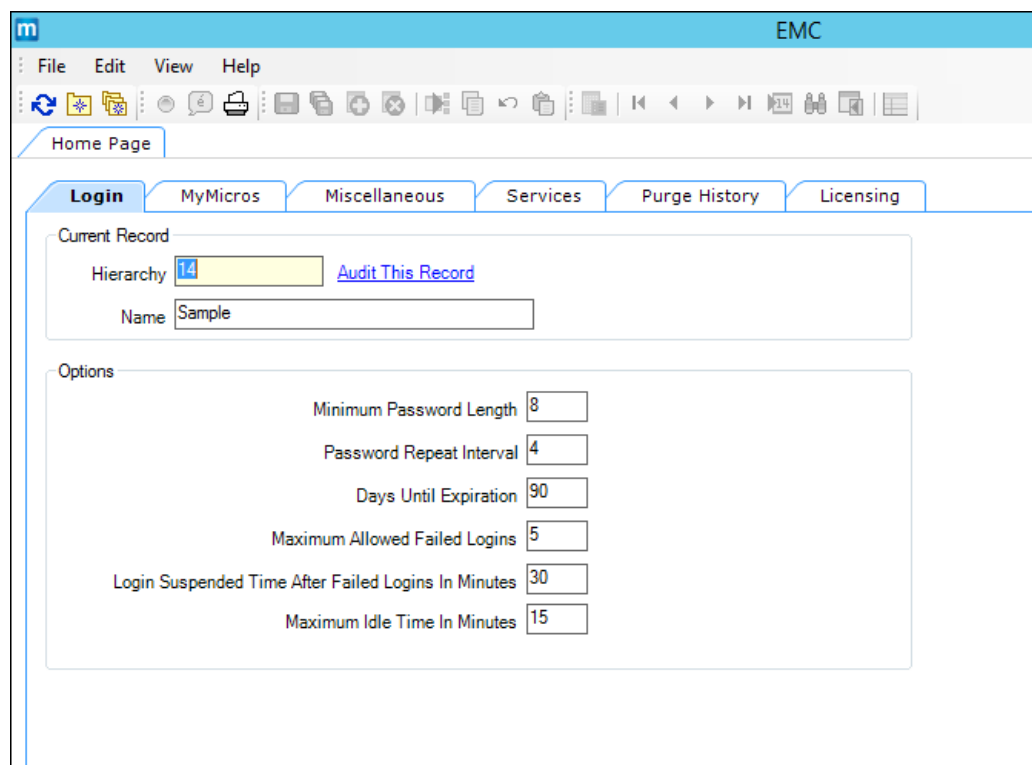 m EMC
File Edit View Help
é 14
Home Page
Login MyMicros Miscellaneous Services Purge History Licensing
Current Record
Hierarchy 14 Audit This Record
Name Sample
Options
Minimum Password Length 8
Password Repeat Interval 4
Days Until Expiration 90
Maximum Allowed Failed Logins 5
Login Suspended Time After Failed Logins In Minutes 30
Maximum Idle Time In Minutes 15